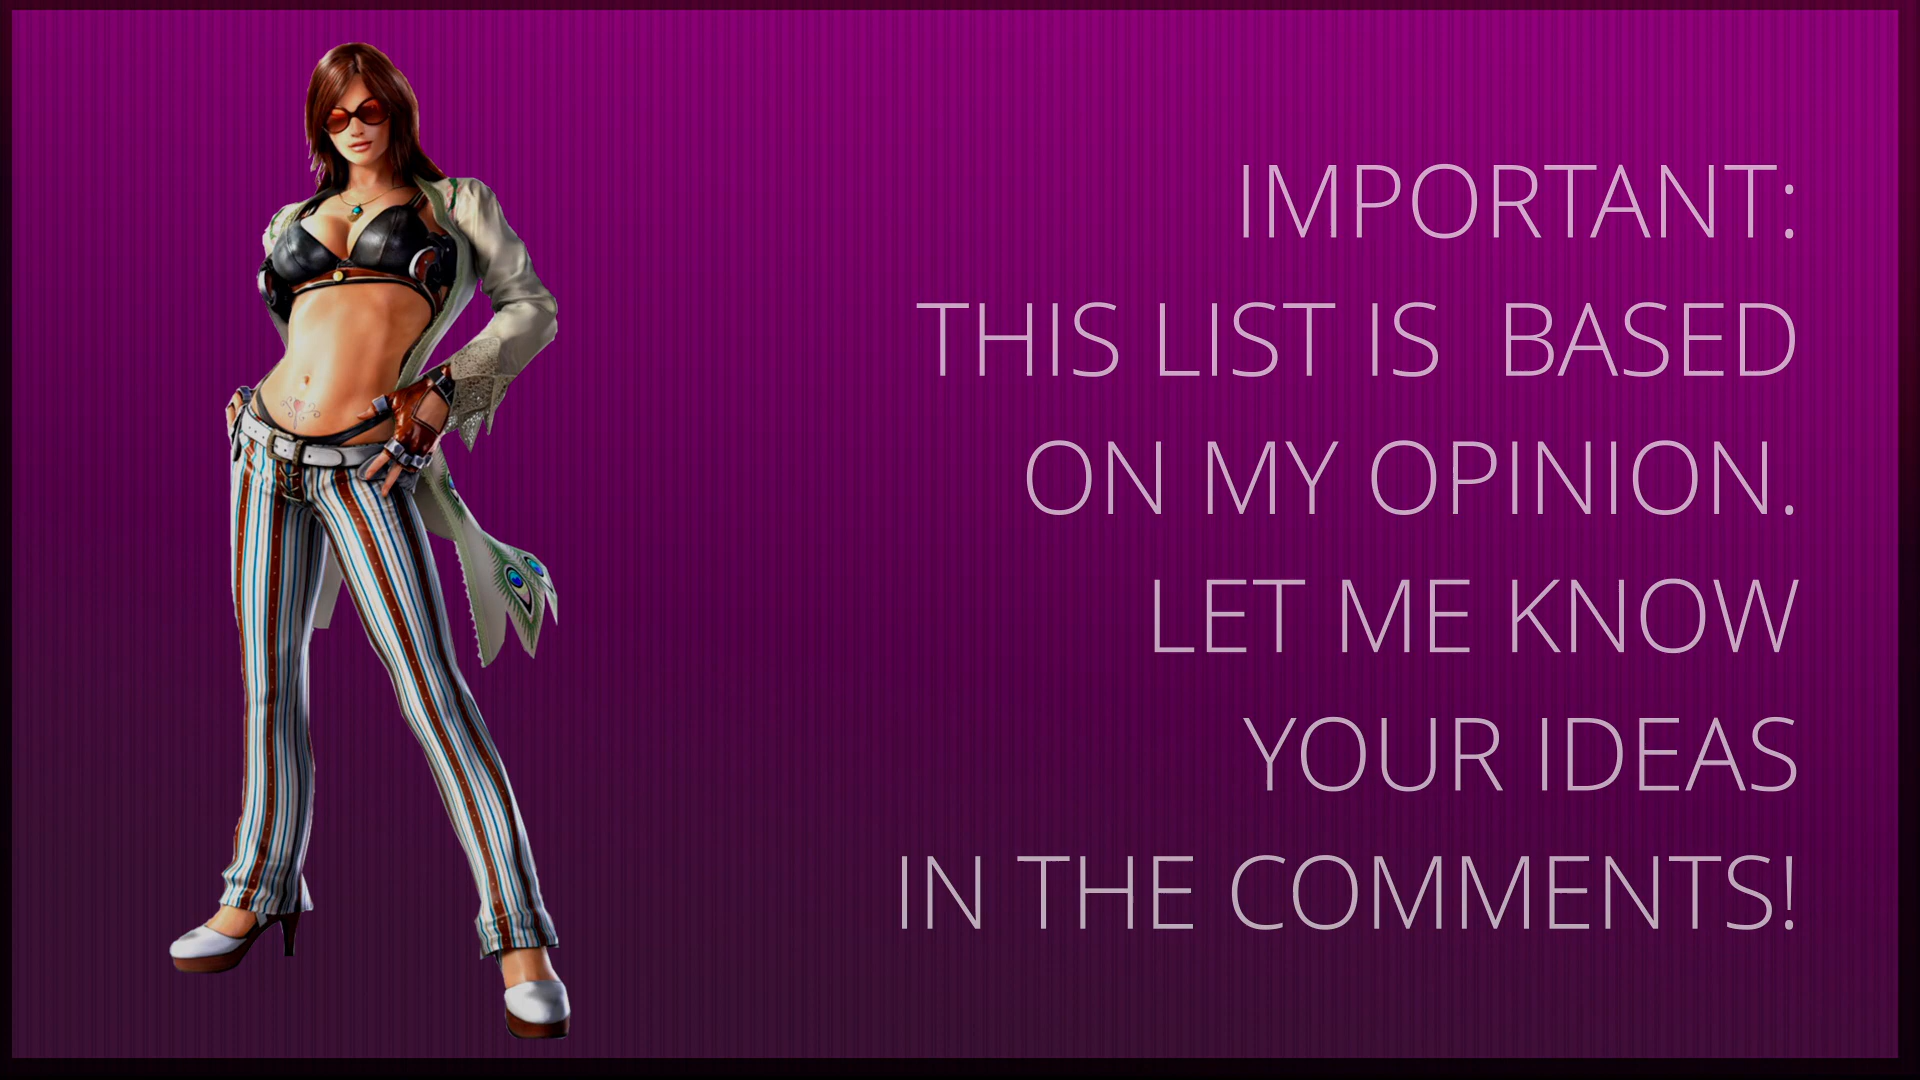 IMPORTANT:
THIS LIST IS BASED
ON MY OPINION.
LET ME KNOW
YOUR IDEAS
IN THE COMMENTS!